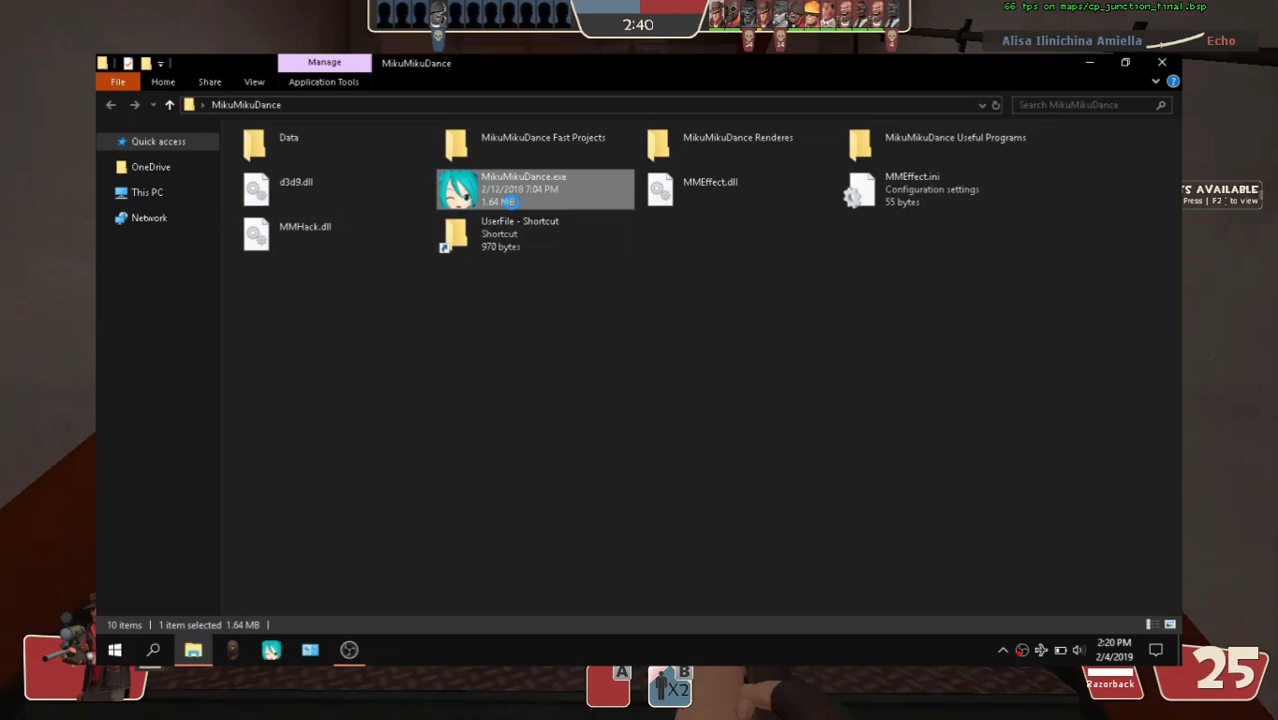 66 fps on maps/cp_junction_final.bsp
2:40
24
14
4
Alisa Ilinichina Amiella
Echo
Manage
MikuMikuDance
File
Home
Share
View
Application Tools
MikuMikuDance
Search MikuMikuDance
Quick access
OneDrive
This PC
Network
Data
MikuMikuDance Fast Projects
MikuMikuDance Renderes
MikuMikuDance Useful Programs
d3d9.dll
MikuMikuDance.exe
2/12/2018 7:04 PM
1.64 MB
MMEffect.dll
MMEffect.ini
Configuration settings
55 bytes
MMHack.dll
UserFile - Shortcut
Shortcut
970 bytes
TS AVAILABLE
Press [ F2 ] to view
10 items
1 item selected 1.64 MB
2:20 PM
2/4/2019
A
B
X2
Razorback
25